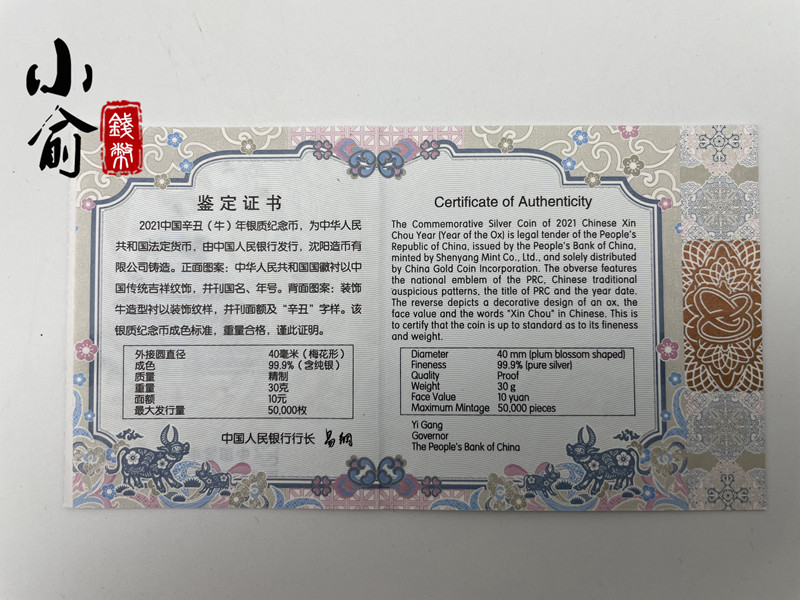 小俞
錢幣
鉴定证书
2021中国辛丑（牛）年银质纪念币，为中华人民
共和国法定货币，由中国人民银行发行，沈阳造币有
限公司铸造。正面图案：中华人民共和国国徽衬以中
国传统吉祥纹饰，并刊国名、年号。背面图案：装饰
牛造型衬以装饰纹样，并刊面额及“辛丑”字样。该
银质纪念币成色标准，重量合格，谨此证明。
外接圆直径 40毫米（梅花形）
成色 99.9%（含纯银）
质量 精制
重量 30克
面额 10元
最大发行量 50,000枚
中国人民银行行长 易纲
Certificate of Authenticity
The Commemorative Silver Coin of 2021 Chinese Xin
Chou Year (Year of the Ox) is legal tender of the People's
Republic of China, issued by the People's Bank of China,
minted by Shenyang Mint Co., Ltd., and solely distributed
by China Gold Coin Incorporation. The obverse features
the national emblem of the PRC, Chinese traditional
auspicious patterns, the title of PRC and the year date.
The reverse depicts a decorative design of an ox, the
face value and the words "Xin Chou" in Chinese. This is
to certify that the coin is up to standard as to its fineness
and weight.
Diameter 40 mm (plum blossom shaped)
Fineness 99.9% (pure silver)
Quality Proof
Weight 30 g
Face Value 10 yuan
Maximum Mintage 50,000 pieces
Yi Gang
Governor
The People's Bank of China